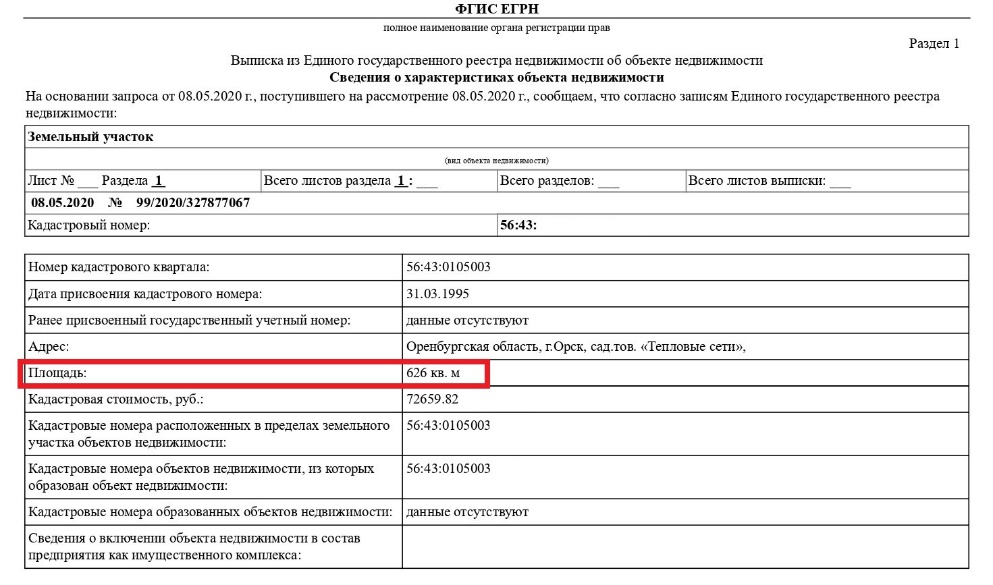 ФГИС ЕГРН
полное наименование органа регистрации прав
Раздел 1
Выписка из Единого государственного реестра недвижимости об объекте недвижимости
Сведения о характеристиках объекта недвижимости
На основании запроса от 08.05.2020 г., поступившего на рассмотрение 08.05.2020 г., сообщаем, что согласно записям Единого государственного реестра
недвижимости:
Земельный участок
(вид объекта недвижимости)
Лист № ___ Раздела 1 Всего листов раздела 1 : ___ Всего разделов: ___ Всего листов выписки: ___
08.05.2020 № 99/2020/327877067
Кадастровый номер: 56:43:
Номер кадастрового квартала: 56:43:0105003
Дата присвоения кадастрового номера: 31.03.1995
Ранее присвоенный государственный учетный номер: данные отсутствуют
Адрес: Оренбургская область, г.Орск, сад.тов. «Тепловые сети»,
Площадь: 626 кв. м
Кадастровая стоимость, руб.: 72659.82
Кадастровые номера расположенных в пределах земельного 56:43:0105003
участка объектов недвижимости:
Кадастровые номера объектов недвижимости, из которых 56:43:0105003
образован объект недвижимости:
Кадастровые номера образованных объектов недвижимости: данные отсутствуют
Сведения о включении объекта недвижимости в состав
предприятия как имущественного комплекса: